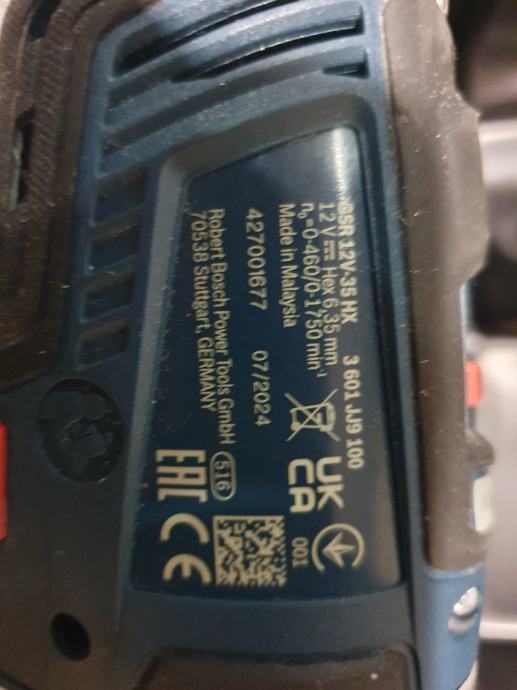 GSR 12V-35 HX 3 601 JJ9 100
12 V ⎓ Hex 6,35 mm
n₀=0-460/0-1750 min⁻¹
Made in Malaysia
UK
CA
001
427001677 07/2024
516
Robert Bosch Power Tools GmbH
70538 Stuttgart, GERMANY
EAC
CE